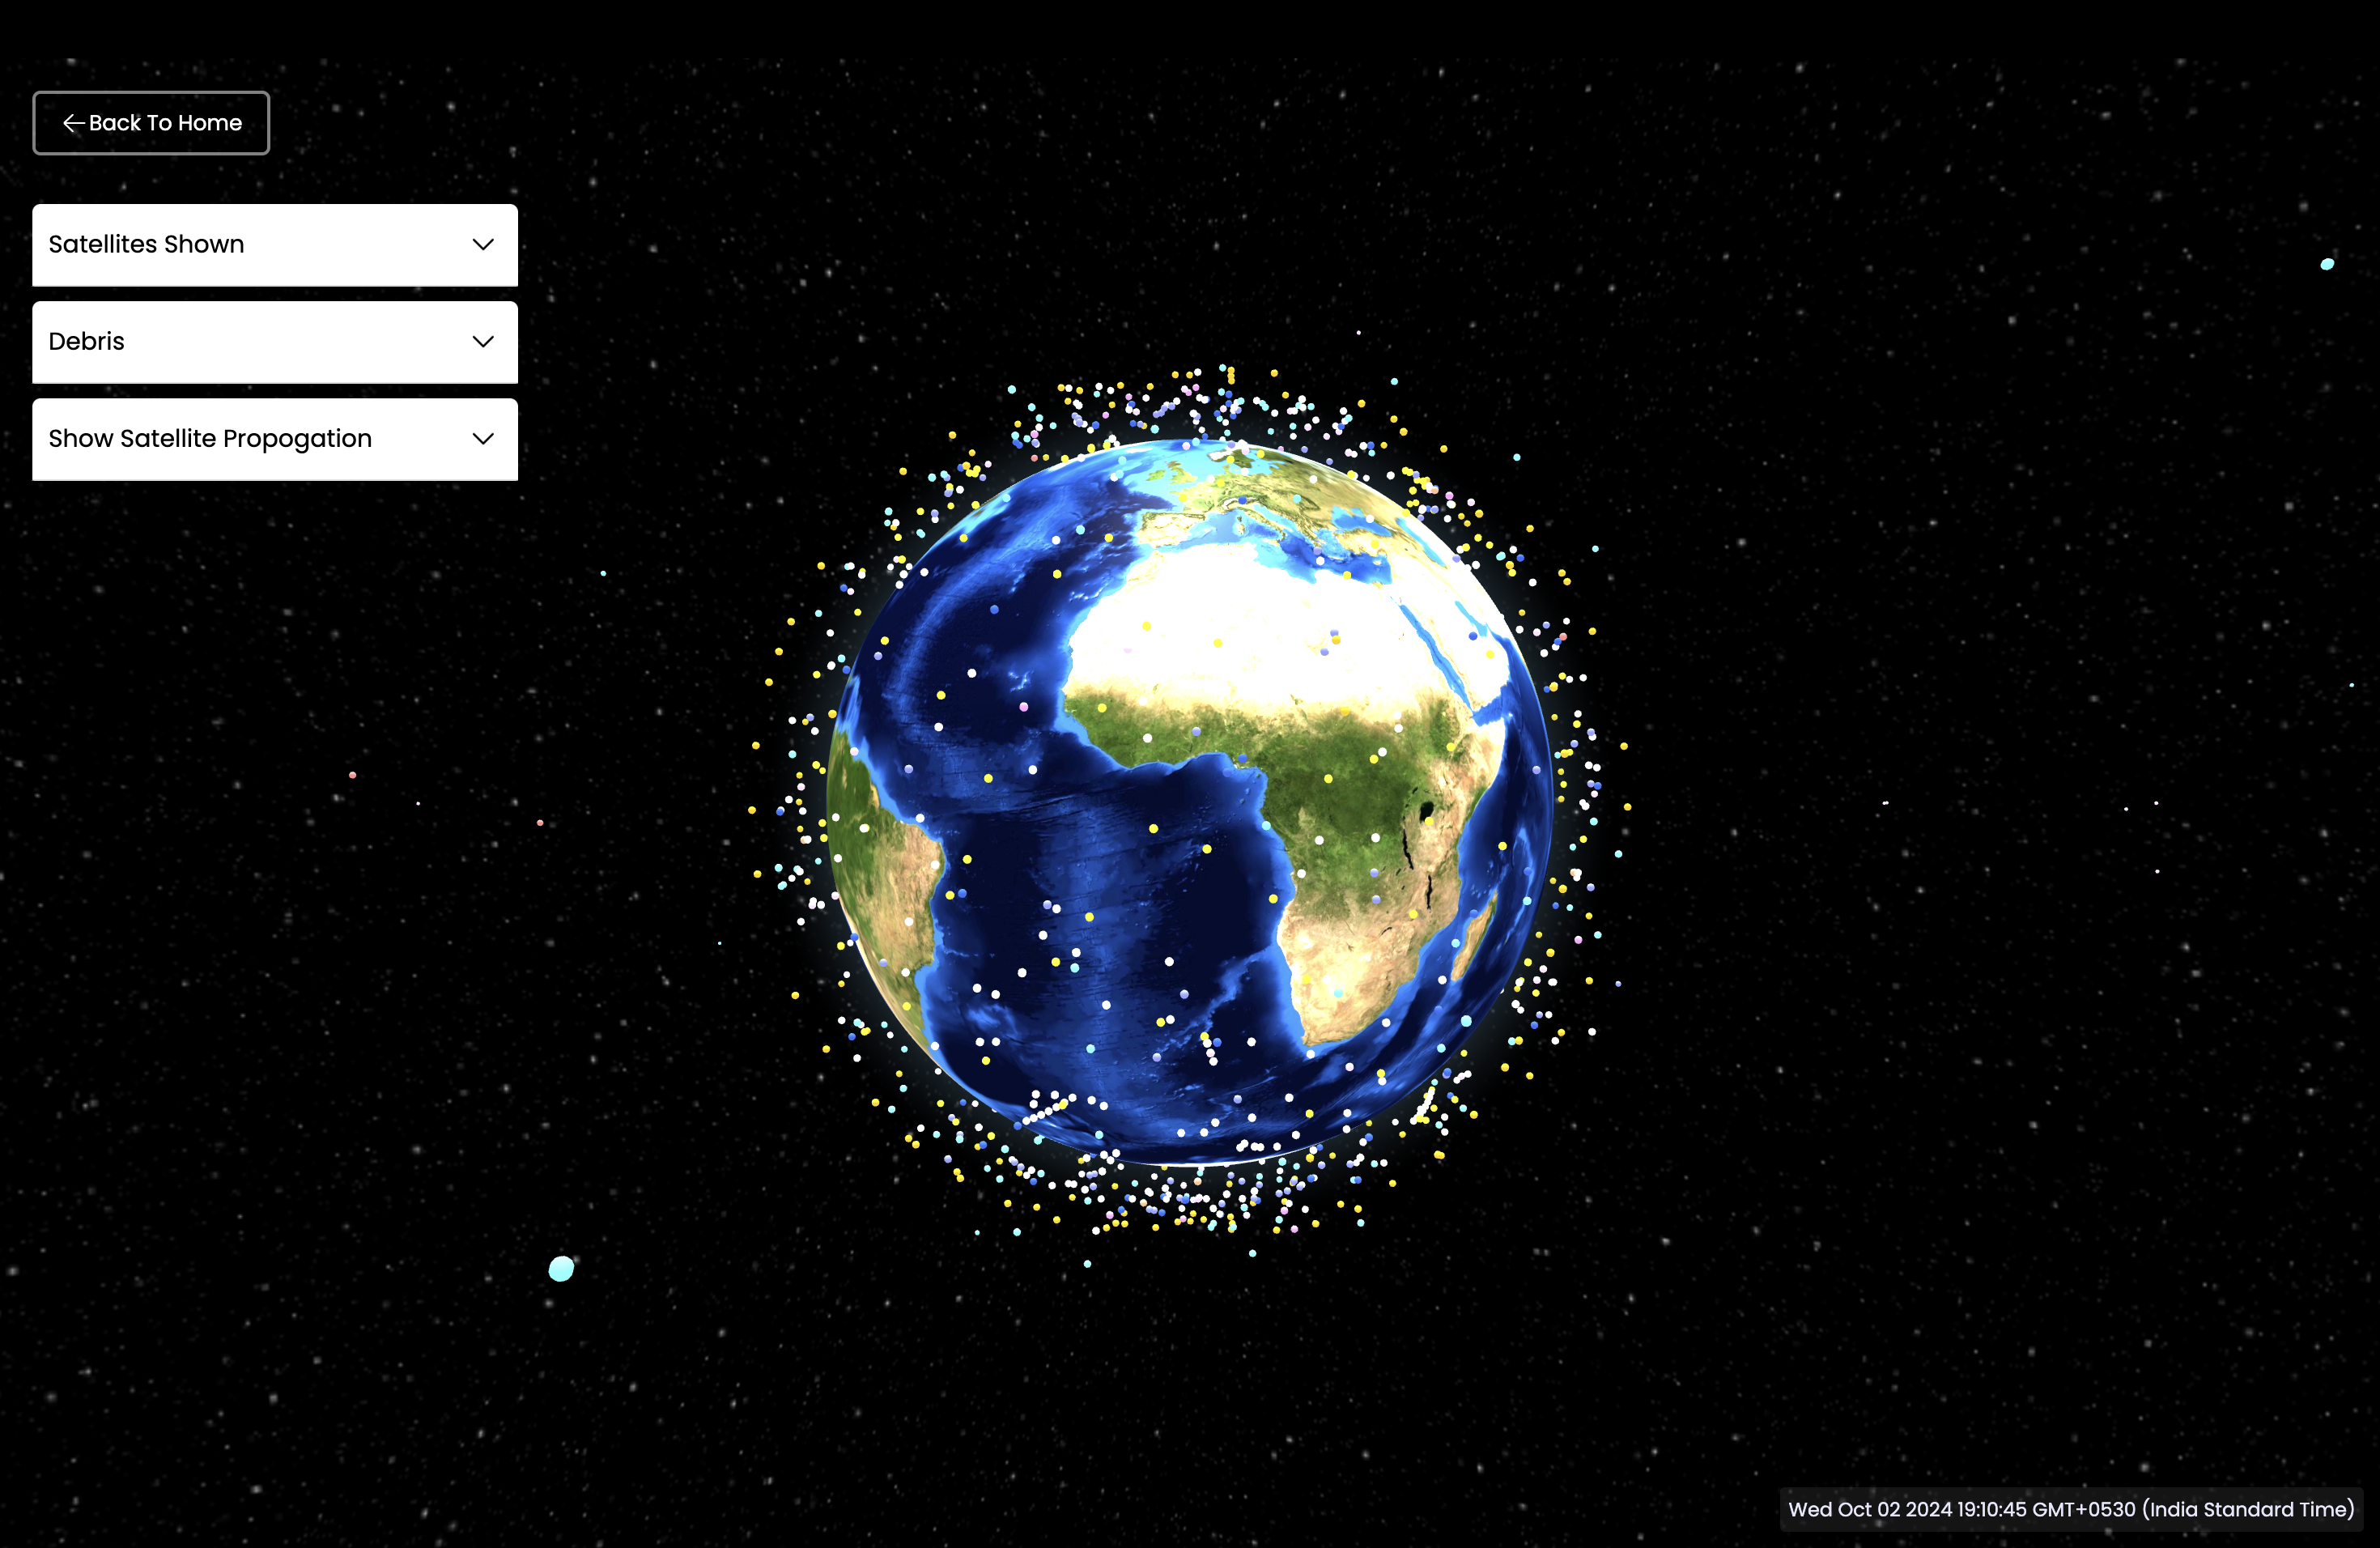 Back To Home
Satellites Shown
Debris
Show Satellite Propogation
Wed Oct 02 2024 19:10:45 GMT+0530 (India Standard Time)